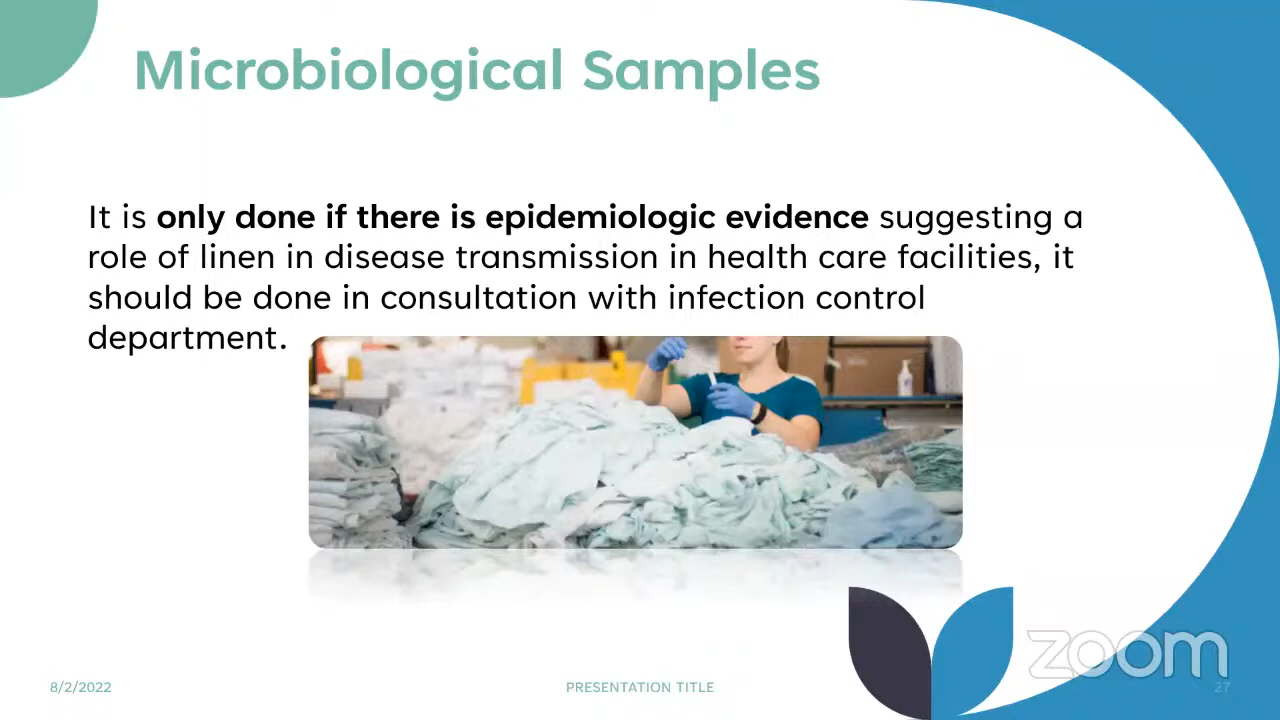 Microbiological Samples
It is only done if there is epidemiologic evidence suggesting a
role of linen in disease transmission in health care facilities, it
should be done in consultation with infection control
department.
zoom
8/2/2022
PRESENTATION TITLE
27